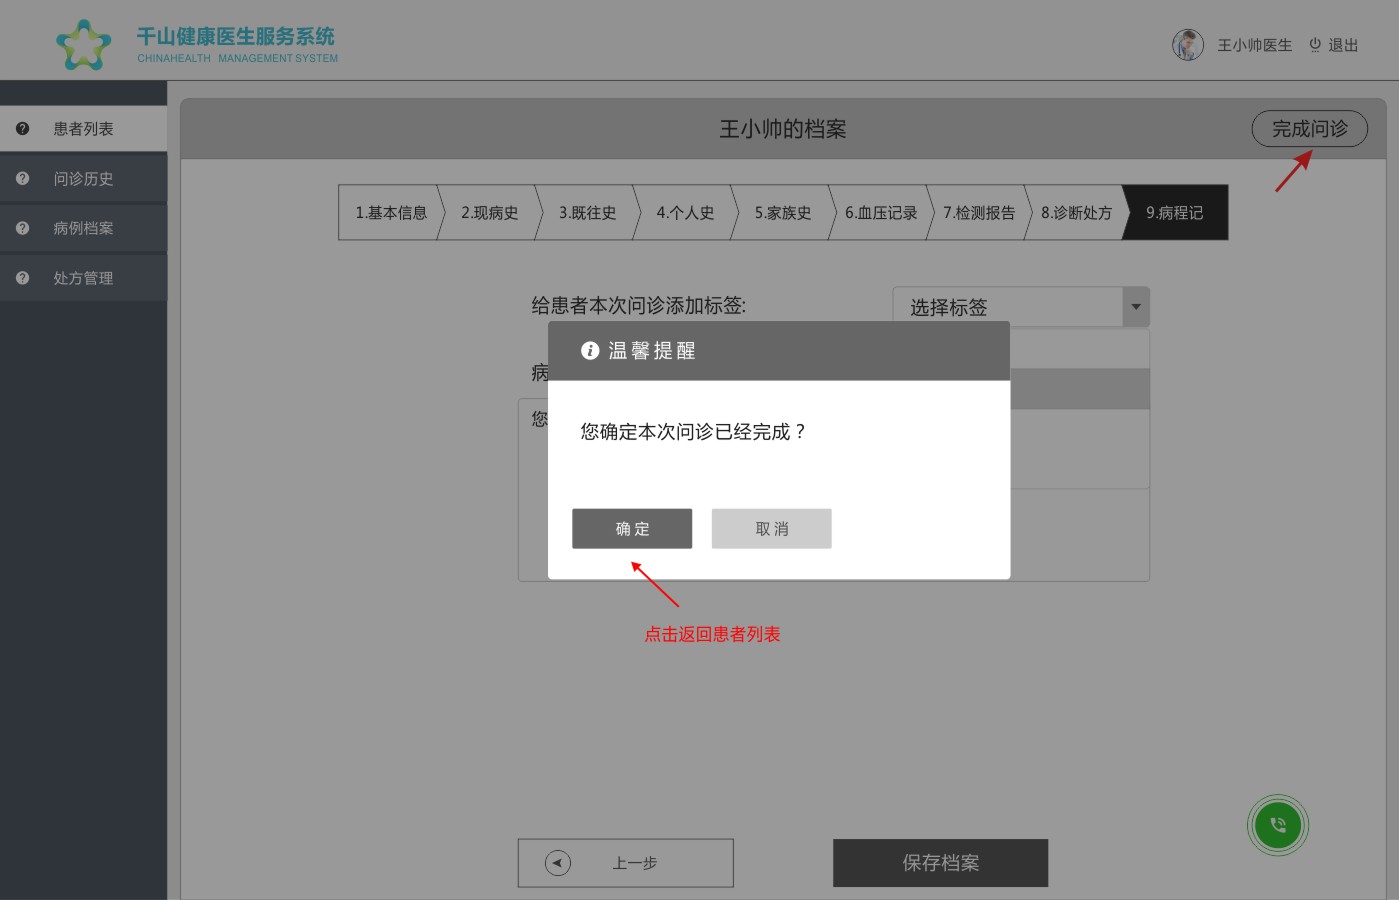 千山健康医生服务系统
CHINAHEALTH MANAGEMENT SYSTEM
王小帅医生
退出
患者列表
问诊历史
病例档案
处方管理
王小帅的档案
完成问诊
1.基本信息
2.现病史
3.既往史
4.个人史
5.家族史
6.血压记录
7.检测报告
8.诊断处方
9.病程记
给患者本次问诊添加标签:
选择标签
病
您
温馨提醒
您确定本次问诊已经完成？
确定
取消
点击返回患者列表
上一步
保存档案